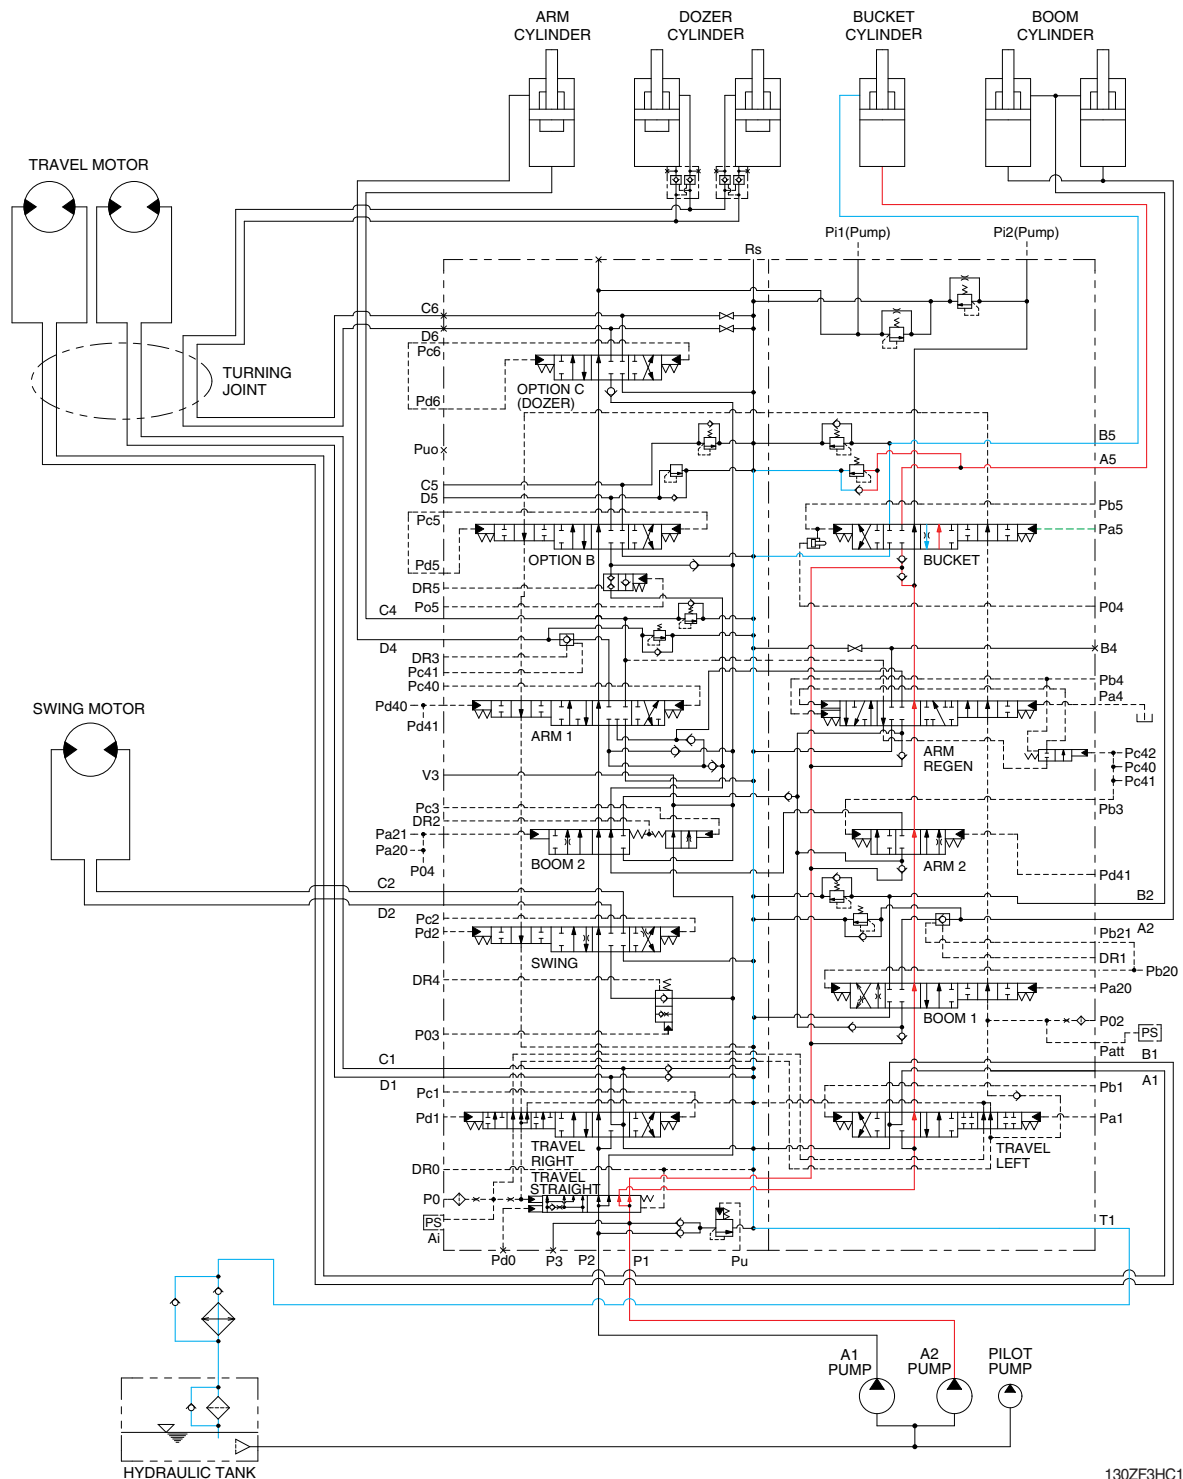 ARM
CYLINDER
DOZER
CYLINDER
BUCKET
CYLINDER
BOOM
CYLINDER
TRAVEL MOTOR
TURNING
JOINT
SWING MOTOR
Rs
Pi1(Pump)
Pi2(Pump)
C6
D6
Pc6
Pd6
OPTION C
(DOZER)
Puo
B5
A5
C5
D5
Pc5
Pd5
OPTION B
BUCKET
Pb5
Pa5
DR5
Po5
P04
C4
D4
B4
DR3
Pc41
Pc40
Pd40
Pd41
ARM 1
ARM
REGEN
Pb4
Pa4
Pc42
Pc40
Pc41
V3
Pc3
DR2
Pa21
Pa20
P04
BOOM 2
ARM 2
Pb3
Pd41
C2
D2
B2
A2
Pc2
Pd2
SWING
Pb21
DR1
Pb20
DR4
Pa20
BOOM 1
P03
P02
PS
Patt
C1
D1
B1
A1
Pc1
Pd1
Pb1
Pa1
TRAVEL
RIGHT
TRAVEL
LEFT
DR0
TRAVEL
STRAIGHT
P0
PS
Ai
T1
Pd0
P3
P2
P1
Pu
A1
PUMP
A2
PUMP
PILOT
PUMP
HYDRAULIC TANK
130ZF3HC1